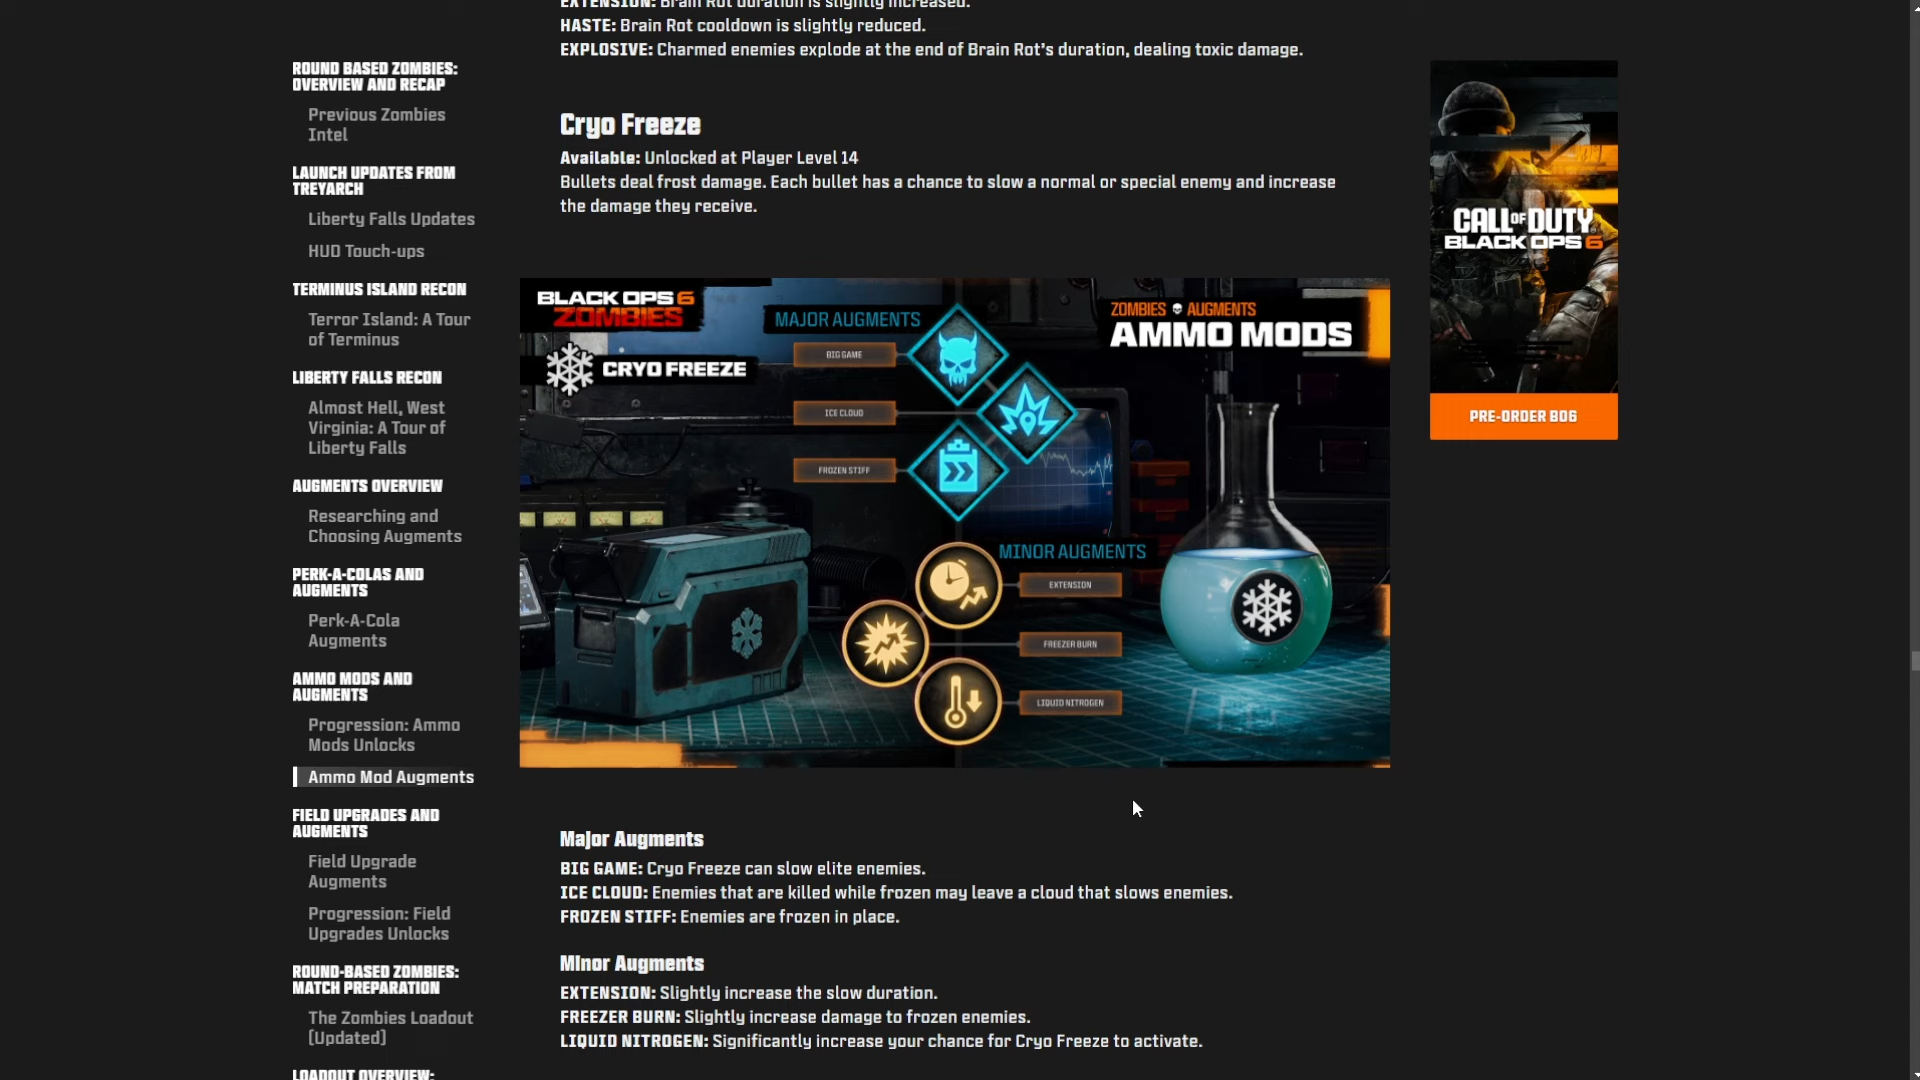 EXTENSION: Brain Rot duration is slightly increased.
HASTE: Brain Rot cooldown is slightly reduced.
EXPLOSIVE: Charmed enemies explode at the end of Brain Rot's duration, dealing toxic damage.
ROUND BASED ZOMBIES:
OVERVIEW AND RECAP
Previous Zombies
Intel
LAUNCH UPDATES FROM
TREYARCH
Liberty Falls Updates
HUD Touch-ups
TERMINUS ISLAND RECON
Terror Island: A Tour
of Terminus
LIBERTY FALLS RECON
Almost Hell, West
Virginia: A Tour of
Liberty Falls
AUGMENTS OVERVIEW
Researching and
Choosing Augments
PERK-A-COLAS AND
AUGMENTS
Perk-A-Cola
Augments
AMMO MODS AND
AUGMENTS
Progression: Ammo
Mods Unlocks
Ammo Mod Augments
FIELD UPGRADES AND
AUGMENTS
Field Upgrade
Augments
Progression: Field
Upgrades Unlocks
ROUND-BASED ZOMBIES:
MATCH PREPARATION
The Zombies Loadout
(Updated)
LOADOUT OVERVIEW:
Cryo Freeze
Available: Unlocked at Player Level 14
Bullets deal frost damage. Each bullet has a chance to slow a normal or special enemy and increase
the damage they receive.
BLACK OPS 6
ZOMBIES
CRYO FREEZE
MAJOR AUGMENTS
BIG GAME
ICE CLOUD
FROZEN STIFF
ZOMBIES AUGMENTS
AMMO MODS
MINOR AUGMENTS
EXTENSION
FREEZER BURN
LIQUID NITROGEN
Major Augments
BIG GAME: Cryo Freeze can slow elite enemies.
ICE CLOUD: Enemies that are killed while frozen may leave a cloud that slows enemies.
FROZEN STIFF: Enemies are frozen in place.
Minor Augments
EXTENSION: Slightly increase the slow duration.
FREEZER BURN: Slightly increase damage to frozen enemies.
LIQUID NITROGEN: Significantly increase your chance for Cryo Freeze to activate.
CALL OF DUTY
BLACK OPS 6
PRE-ORDER BO6